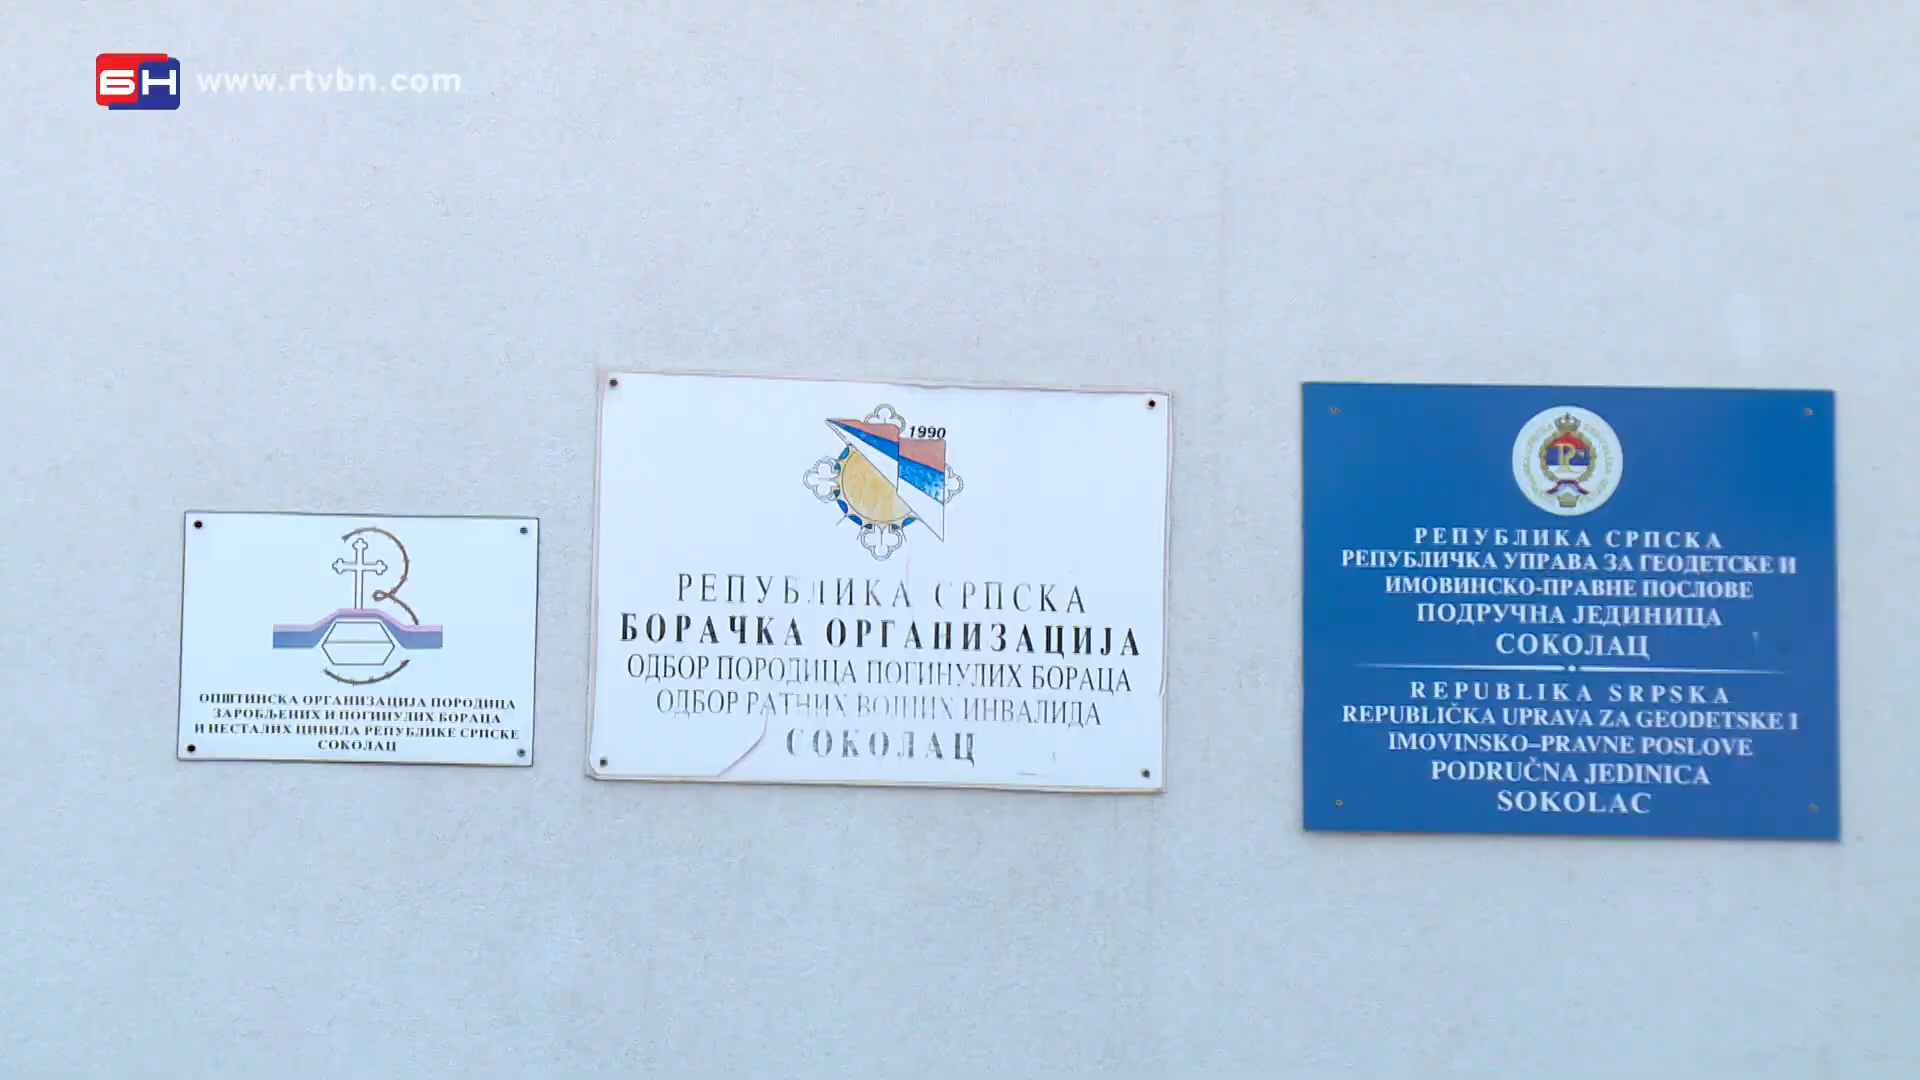 БН www.rtvbn.com
ОПШТИНСКА ОРГАНИЗАЦИЈА ПОРОДИЦА
ЗАРОБЉЕНИХ И ПОГИНУЛИХ БОРАЦА
И НЕСТАЛИХ ЦИВИЛА РЕПУБЛИКЕ СРПСКЕ
СОКОЛАЦ
1990
РЕПУБЛИКА СРПСКА
БОРАЧКА ОРГАНИЗАЦИЈА
ОДБОР ПОРОДИЦА ПОГИНУЛИХ БОРАЦА
ОДБОР РАТНИХ ВОЈНИХ ИНВАЛИДА
СОКОЛАЦ
РЕПУБЛИКА СРПСКА
РЕПУБЛИЧКА УПРАВА ЗА ГЕОДЕТСКЕ И
ИМОВИНСКО-ПРАВНЕ ПОСЛОВЕ
ПОДРУЧНА ЈЕДИНИЦА
СОКОЛАЦ
REPUBLIKA SRPSKA
REPUBLIČKA UPRAVA ZA GEODETSKE I
IMOVINSKO–PRAVNE POSLOVE
PODRUČNA JEDINICA
SOKOLAC